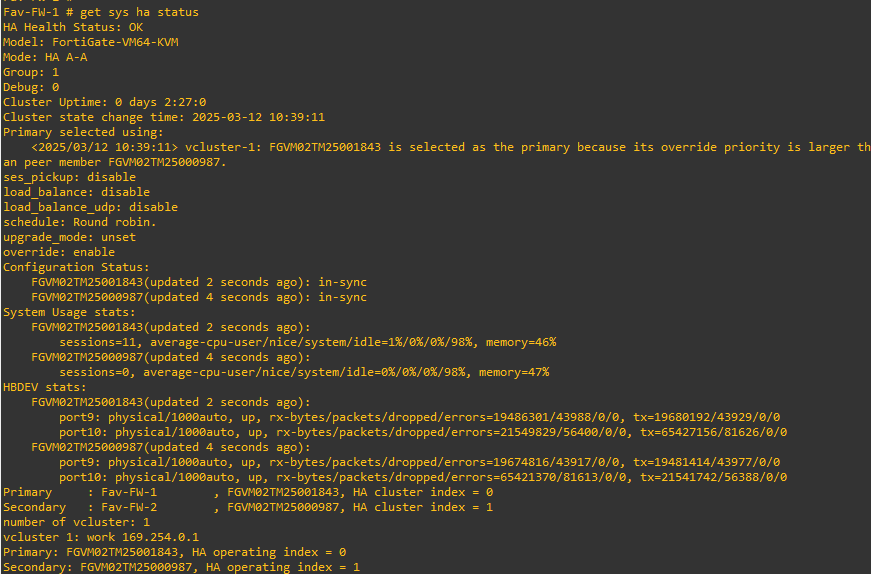 Fav-FW-1 # get sys ha status
HA Health Status: OK
Model: FortiGate-VM64-KVM
Mode: HA A-A
Group: 1
Debug: 0
Cluster Uptime: 0 days 2:27:0
Cluster state change time: 2025-03-12 10:39:11
Primary selected using:
    <2025/03/12 10:39:11> vcluster-1: FGVM02TM25001843 is selected as the primary because its override priority is larger th
an peer member FGVM02TM25000987.
ses_pickup: disable
load_balance: disable
load_balance_udp: disable
schedule: Round robin.
upgrade_mode: unset
override: enable
Configuration Status:
    FGVM02TM25001843(updated 2 seconds ago): in-sync
    FGVM02TM25000987(updated 4 seconds ago): in-sync
System Usage stats:
    FGVM02TM25001843(updated 2 seconds ago):
        sessions=11, average-cpu-user/nice/system/idle=1%/0%/0%/98%, memory=46%
    FGVM02TM25000987(updated 4 seconds ago):
        sessions=0, average-cpu-user/nice/system/idle=0%/0%/0%/98%, memory=47%
HBDEV stats:
    FGVM02TM25001843(updated 2 seconds ago):
        port9: physical/1000auto, up, rx-bytes/packets/dropped/errors=19486301/43988/0/0, tx=19680192/43929/0/0
        port10: physical/1000auto, up, rx-bytes/packets/dropped/errors=21549829/56400/0/0, tx=65427156/81626/0/0
    FGVM02TM25000987(updated 4 seconds ago):
        port9: physical/1000auto, up, rx-bytes/packets/dropped/errors=19674816/43917/0/0, tx=19481414/43977/0/0
        port10: physical/1000auto, up, rx-bytes/packets/dropped/errors=65421370/81613/0/0, tx=21541742/56388/0/0
Primary     : Fav-FW-1        , FGVM02TM25001843, HA cluster index = 0
Secondary   : Fav-FW-2        , FGVM02TM25000987, HA cluster index = 1
number of vcluster: 1
vcluster 1: work 169.254.0.1
Primary: FGVM02TM25001843, HA operating index = 0
Secondary: FGVM02TM25000987, HA operating index = 1